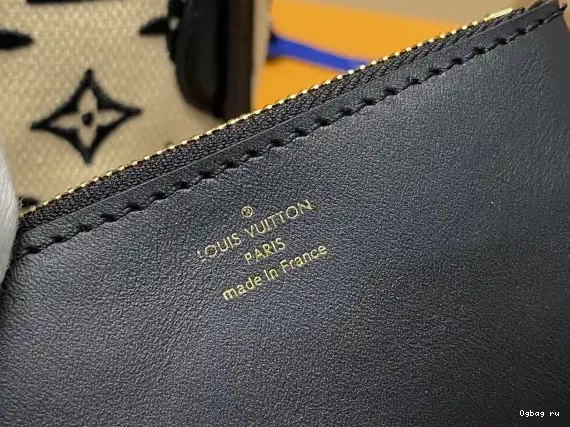 ®
LOUIS VUITTON
PARIS
made in France
Ogbag ru